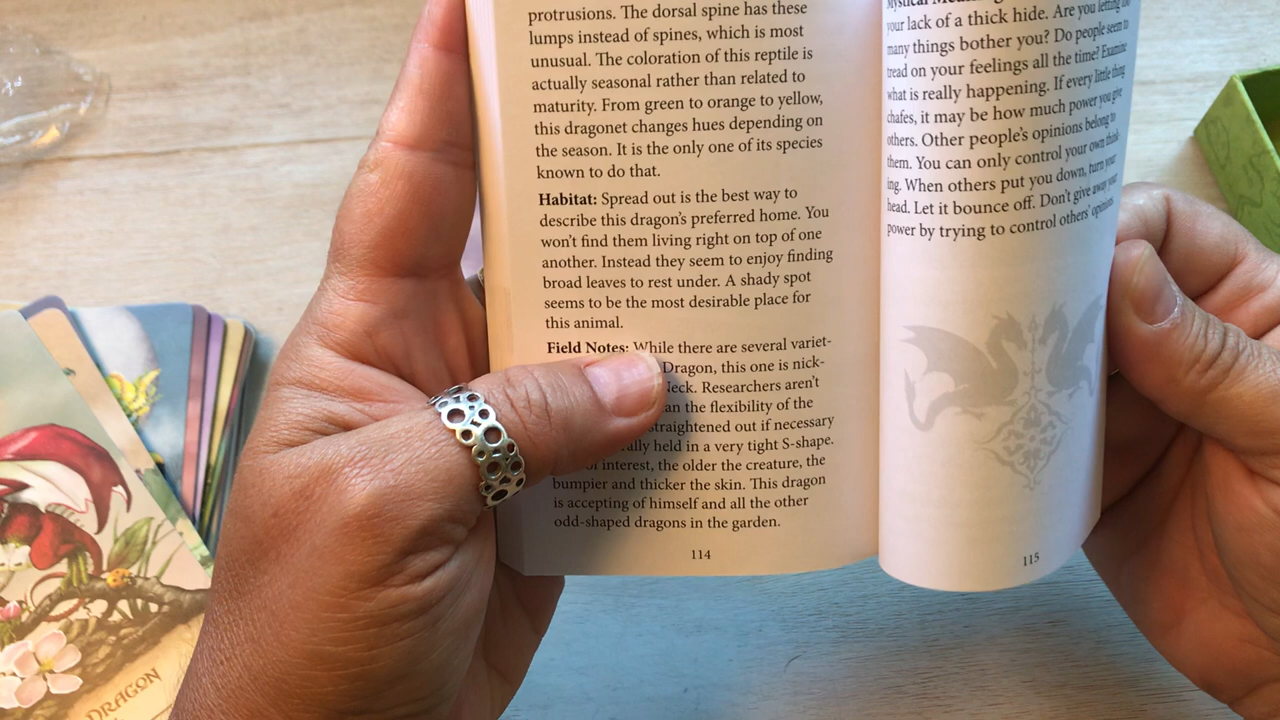 protrusions. The dorsal spine has these
lumps instead of spines, which is most
unusual. The coloration of this reptile is
actually seasonal rather than related to
maturity. From green to orange to yellow,
this dragonet changes hues depending on
the season. It is the only one of its species
known to do that.
Habitat: Spread out is the best way to
describe this dragon's preferred home. You
won't find them living right on top of one
another. Instead they seem to enjoy finding
broad leaves to rest under. A shady spot
seems to be the most desirable place for
this animal.
Field Notes: While there are several variet-
Dragon, this one is nick-
Neck. Researchers aren't
the flexibility of the
straightened out if necessary
held in a very tight S-shape.
interest, the older the creature, the
bumpier and thicker the skin. This dragon
is accepting of himself and all the other
odd-shaped dragons in the garden.
114
Mystical
your lack of a thick hide. Are you letting too
many things bother you? Do people seem to
tread on your feelings all the time? Examine
what is really happening. If every little thing
chafes, it may be how much power you give
others. Other people's opinions belong to
them. You can only control your own think-
ing. When others put you down, turn your
head. Let it bounce off. Don't give away your
power by trying to control others' opinions.
115
DRAGON